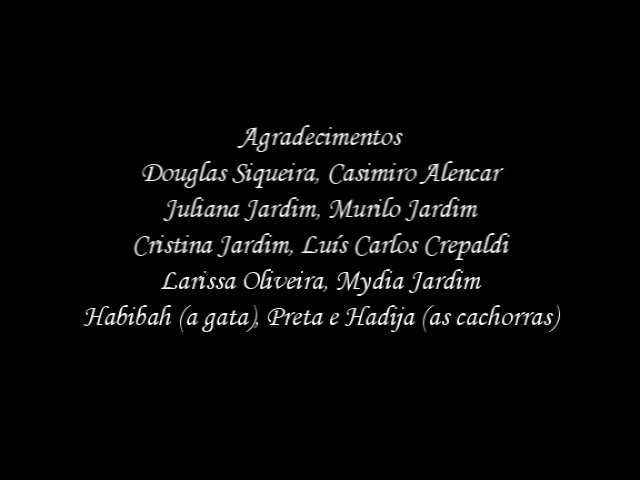 Agradecimentos
Douglas Siqueira, Casimiro Alencar
Juliana Jardim, Murilo Jardim
Cristina Jardim, Luís Carlos Crepaldi
Larissa Oliveira, Mydia Jardim
Habibah (a gata), Preta e Hadija (as cachorras)